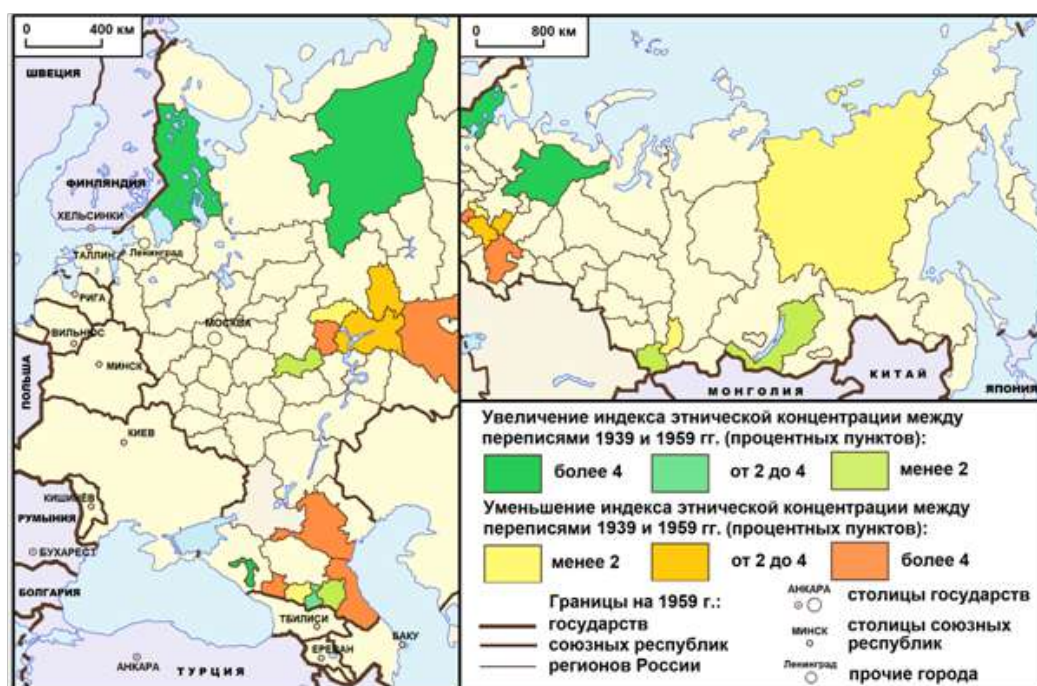 0 400 км
ШВЕЦИЯ
ФИНЛЯНДИЯ
ХЕЛЬСИНКИ
ТАЛЛИН
Ленинград
РИГА
ВИЛЬНЮС
МОСКВА
МИНСК
ПОЛЬША
КИЕВ
КИШИНЁВ
РУМЫНИЯ
БУХАРЕСТ
БОЛГАРИЯ
ТБИЛИСИ
БАКУ
ЕРЕВАН
АНКАРА
ТУРЦИЯ
0 800 км
МОНГОЛИЯ
КИТАЙ
ЯПОНИЯ
Увеличение индекса этнической концентрации между
переписями 1939 и 1959 гг. (процентных пунктов):
более 4
от 2 до 4
менее 2
Уменьшение индекса этнической концентрации между
переписями 1939 и 1959 гг. (процентных пунктов):
менее 2
от 2 до 4
более 4
Границы на 1959 г.:
государств
союзных республик
регионов России
АНКАРА
столицы государств
МИНСК
столицы союзных
республик
Ленинград
прочие города